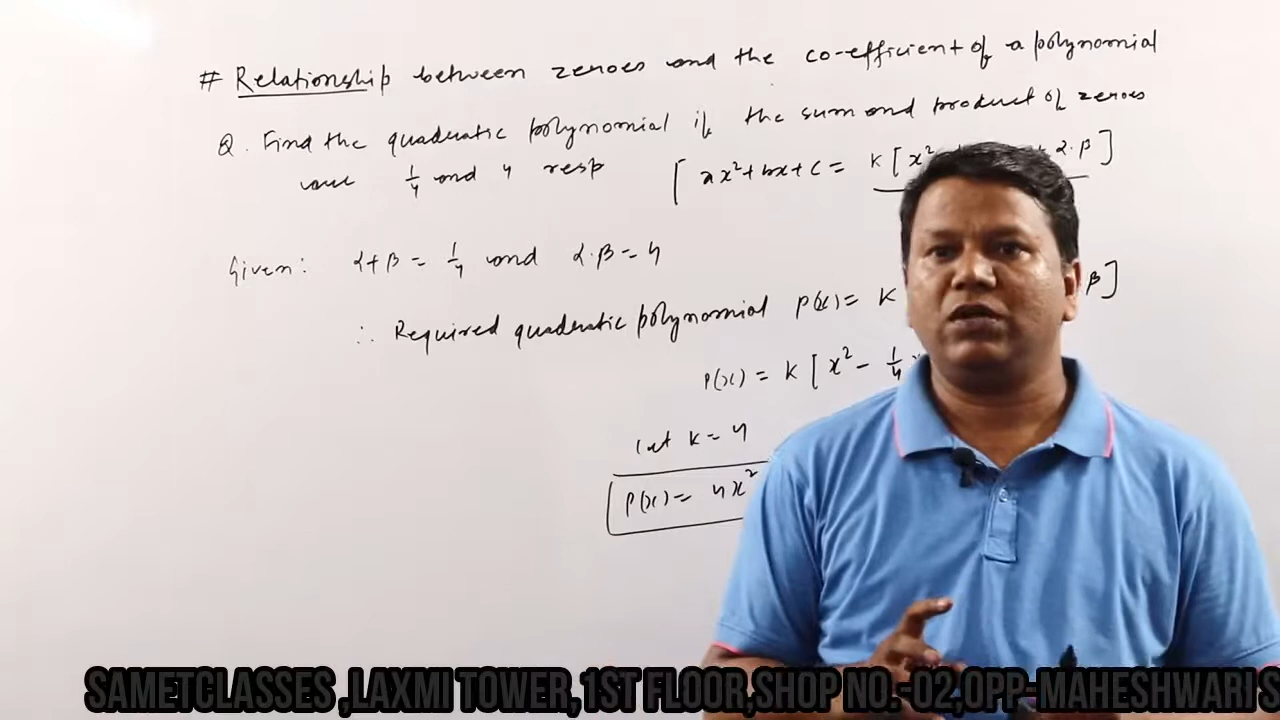 # Relationship between zeroes and the co-efficient of a polynomial
Q. Find the quadratic polynomial if the sum and product of zeroes
are 1/4 and 4 resp [ax²+bx+c = K[x² α.β]
Given: α+β = 1/4 and α.β = 4
∴ Required quadratic polynomial P(x) = K β]
P(x) = K [x² - 1/4
let K = 4
P(x) = 4x²
SAMETCLASSES ,LAXMI TOWER, 1ST FLOOR,SHOP NO.-02,OPP-MAHESHWARI S